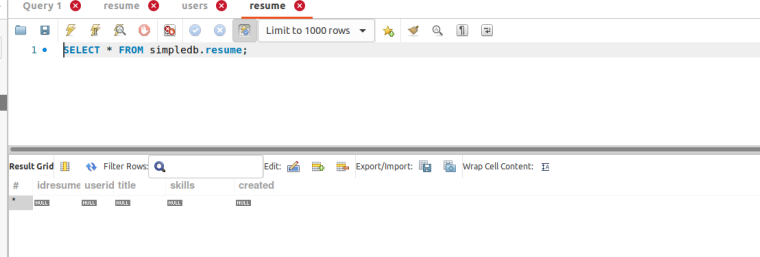 Query 1 resume users resume
Limit to 1000 rows
1 SELECT * FROM simpledb.resume;
Result Grid Filter Rows: Edit: Export/Import: Wrap Cell Content:
# idresume userid title skills created
* NULL NULL NULL NULL NULL